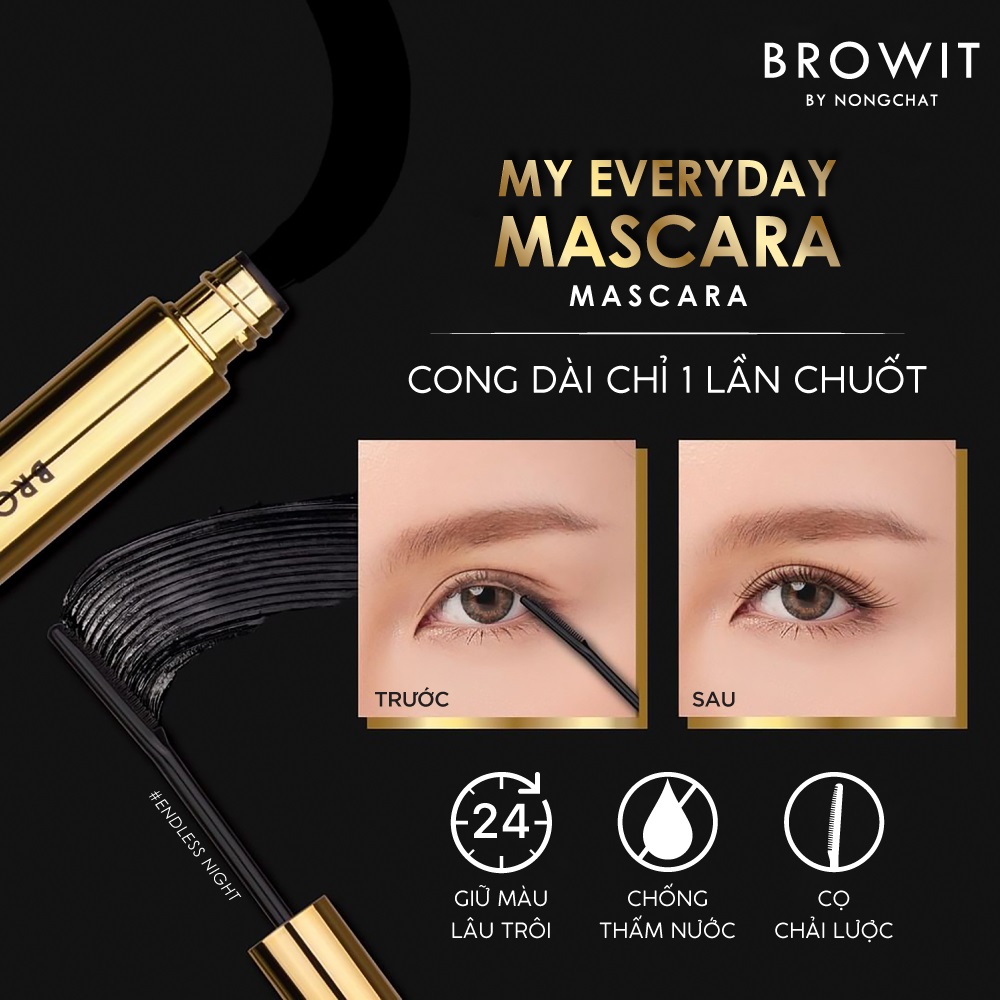 BROWIT
BY NONGCHAT
MY EVERYDAY
MASCARA
MASCARA
CONG DÀI CHỈ 1 LẦN CHUỐT
BRO
TRƯỚC
SAU
#ENDLESS NIGHT
24
GIỮ MÀU
LÂU TRÔI
CHỐNG
THẤM NƯỚC
CỌ
CHẢI LƯỢC